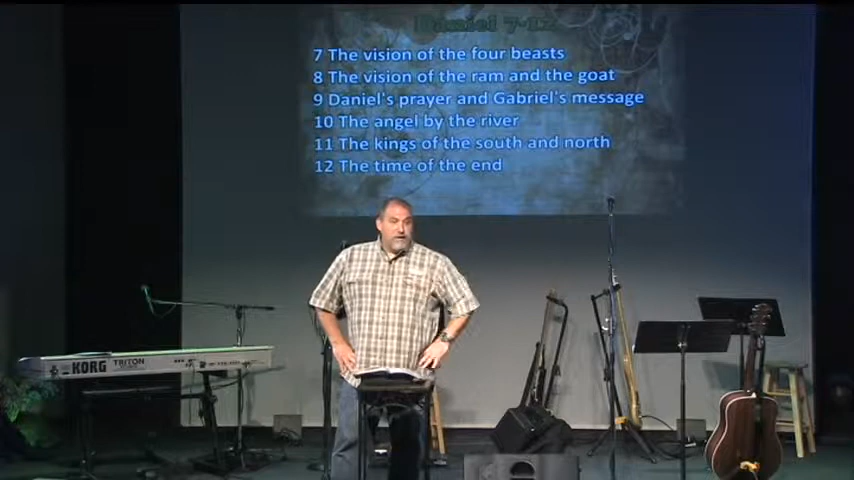 Daniel 7-12
7 The vision of the four beasts
8 The vision of the ram and the goat
9 Daniel's prayer and Gabriel's message
10 The angel by the river
11 The kings of the south and north
12 The time of the end
KORG
TRITON